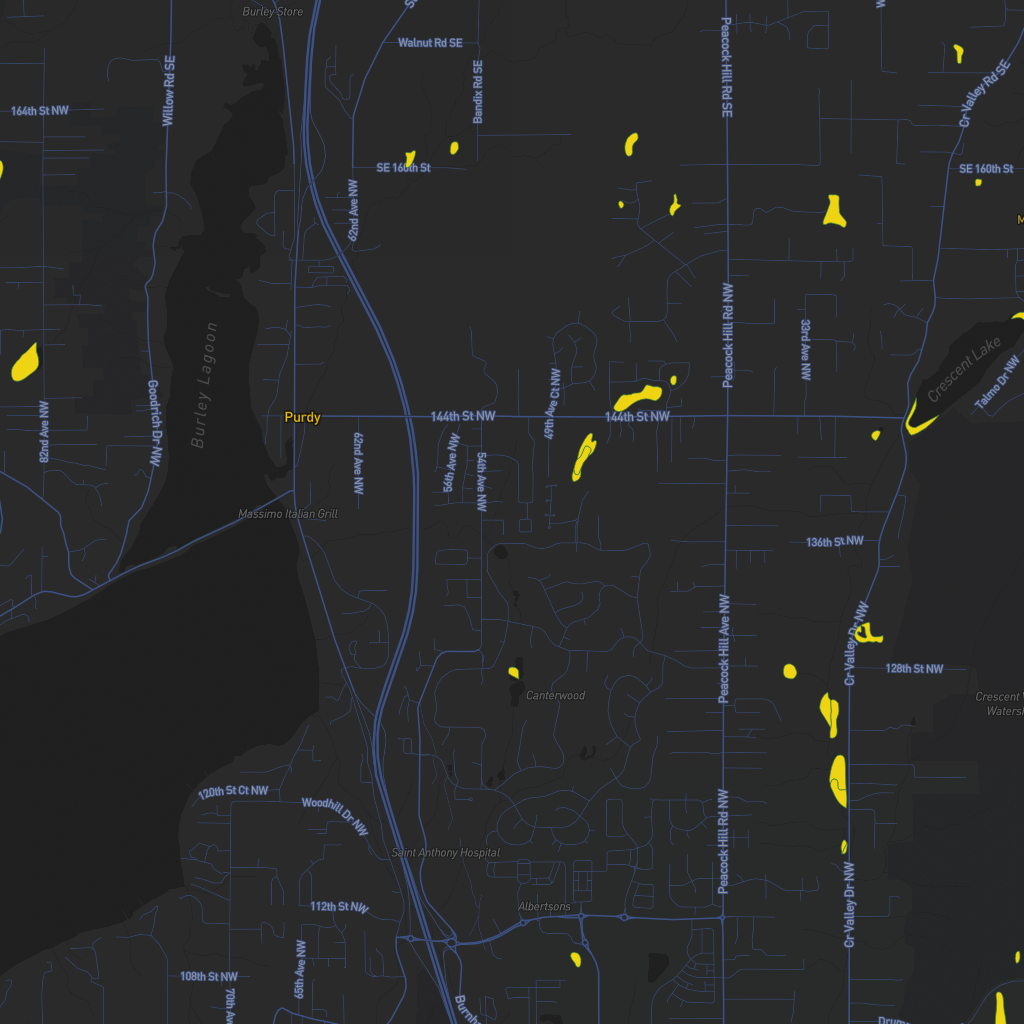 Burley Store
Walnut Rd SE
Bandix Rd SE
Willow Rd SE
164th St NW
Peacock Hill Rd SE
Cr Valley Rd SE
SE 160th St
SE 160th St
62nd Ave NW
Burley Lagoon
Peacock Hill Rd NW
33rd Ave NW
Crescent Lake
Talmo Dr NW
49th Ave Ct NW
Goodrich Dr NW
82nd Ave NW
Purdy
144th St NW
144th St NW
62nd Ave NW
56th Ave NW
54th Ave NW
Massimo Italian Grill
136th St NW
Peacock Hill Ave NW
Cr Valley Dr NW
128th St NW
Canterwood
Crescent
Watersh
120th St Ct NW
Woodhill Dr NW
Peacock Hill Rd NW
Saint Anthony Hospital
112th St NW
Albertsons
Cr Valley Dr NW
65th Ave NW
108th St NW
70th Av
Burnh
Drum